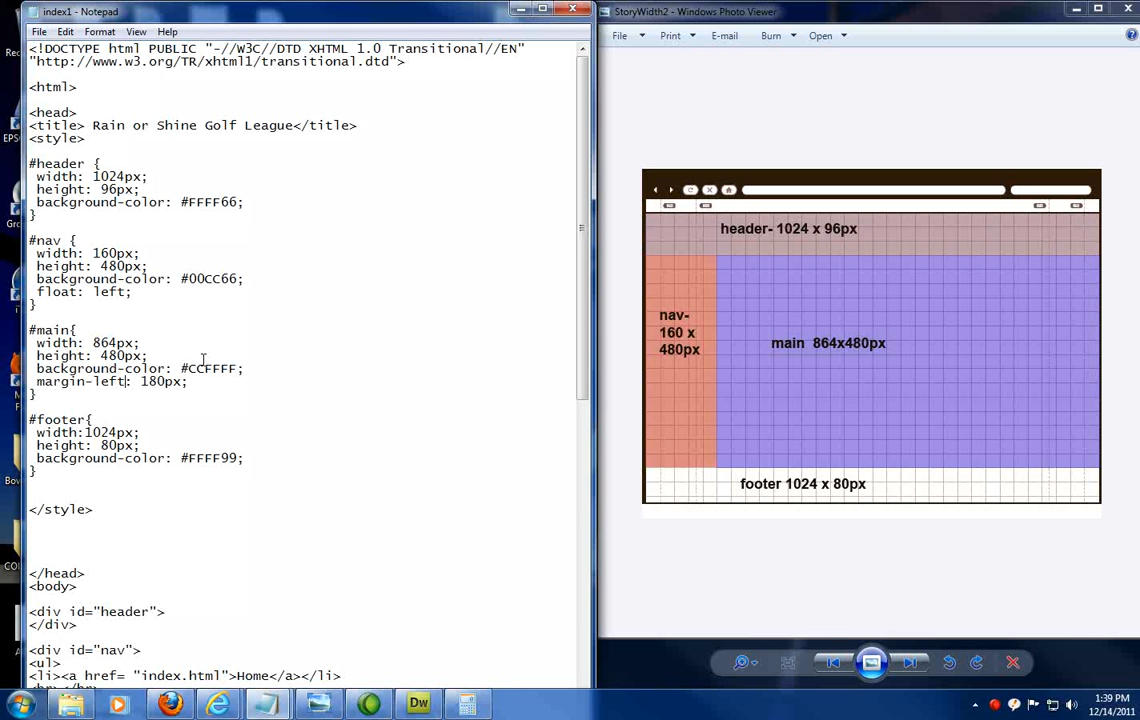 index1 - Notepad
File Edit Format View Help
<!DOCTYPE html PUBLIC "-//W3C//DTD XHTML 1.0 Transitional//EN"
"http://www.w3.org/TR/xhtml1/transitional.dtd">
<html>
<head>
<title> Rain or Shine Golf League</title>
<style>
#header {
width: 1024px;
height: 96px;
background-color: #FFFF66;
}
#nav {
width: 160px;
height: 480px;
background-color: #00CC66;
float: left;
}
#main{
width: 864px;
height: 480px;
background-color: #CCFFFF;
margin-left: 180px;
}
#footer{
width:1024px;
height: 80px;
background-color: #FFFF99;
}
</style>
</head>
<body>
<div id="header">
</div>
<div id="nav">
<ul>
<li><a href= "index.html">Home</a></li>
StoryWidth2 - Windows Photo Viewer
File Print E-mail Burn Open
header- 1024 x 96px
nav-
160 x
480px
main 864x480px
footer 1024 x 80px
Dw
1:39 PM
12/14/2011